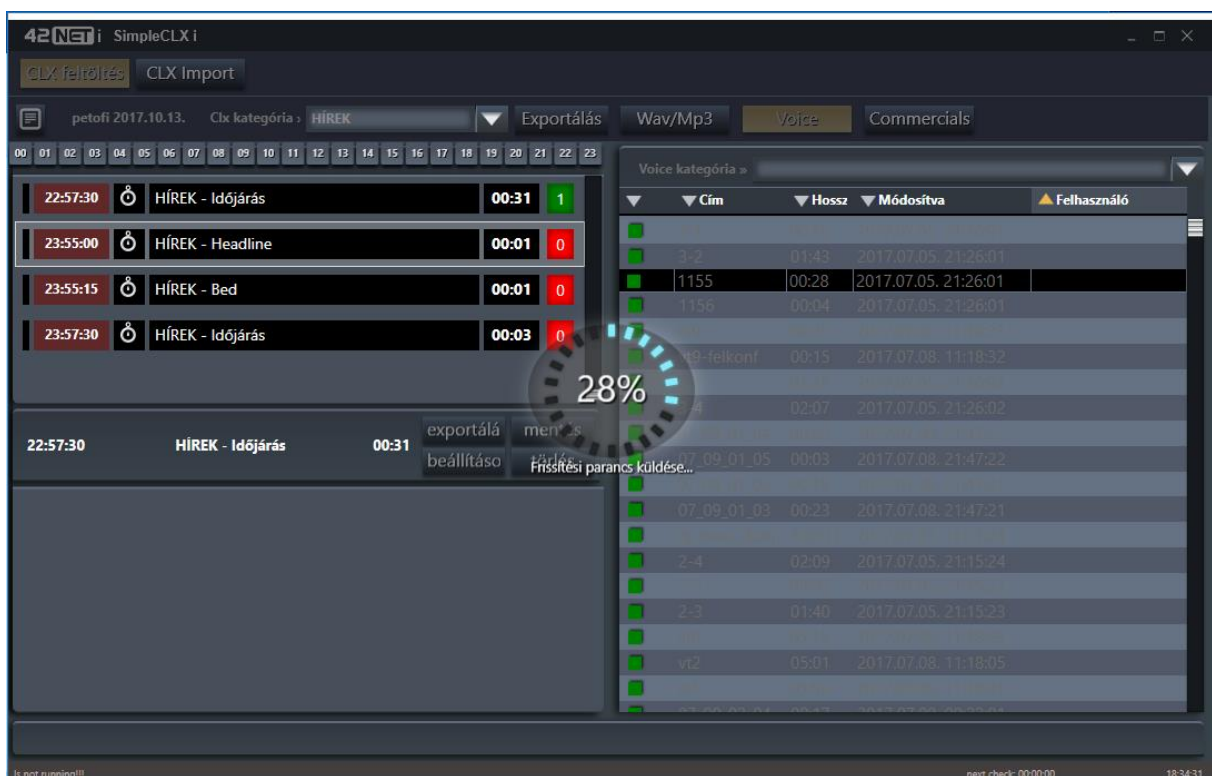 42 NET i SimpleCLX i
CLX feltöltés CLX Import
petofi 2017.10.13. Clx kategória › HÍREK Exportálás Wav/Mp3 Voice Commercials
00 01 02 03 04 05 06 07 08 09 10 11 12 13 14 15 16 17 18 19 20 21 22 23
Voice kategória »
22:57:30 HÍREK - Időjárás 00:31 1
23:55:00 HÍREK - Headline 00:01 0
23:55:15 HÍREK - Bed 00:01 0
23:57:30 HÍREK - Időjárás 00:03 0
22:57:30 HÍREK - Időjárás 00:31
exportálá mentés
beállításo törlés
Cím Hossz Módosítva Felhasználó
3-2 01:43 2017.07.05. 21:26:01
1155 00:28 2017.07.05. 21:26:01
1156 00:04 2017.07.05. 21:26:01
00:15 2017.07.08. 11:18:32
02:07 2017.07.05. 21:26:02
07_09_01_05 00:03 2017.07.08. 21:47:22
07_09_01_03 00:23 2017.07.08. 21:47:21
2-4 02:09 2017.07.05. 21:15:24
2-3 01:40 2017.07.05. 21:15:23
vt2 05:01 2017.07.08. 11:18:05
28%
Frissítési parancs küldése...
Is not running!!! next check: 00:00:00 18:34:31